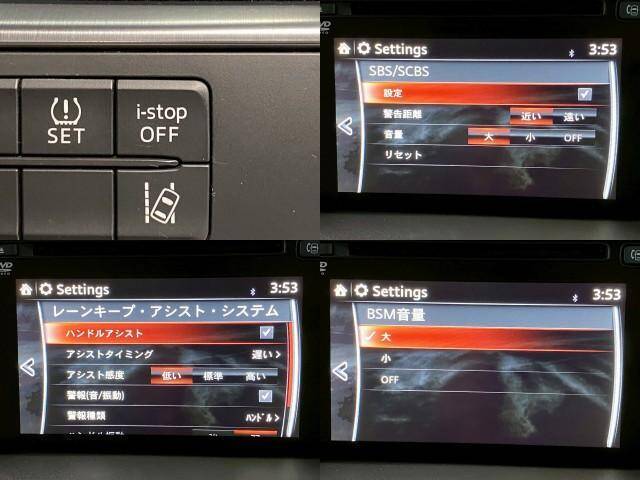 SET
i-stop
OFF
Settings 3:53
SBS/SCBS
設定
警告距離 近い 遠い
音量 大 小 OFF
リセット
Settings 3:53
レーンキープ・アシスト・システム
ハンドルアシスト
アシストタイミング 遅い
アシスト感度 低い 標準 高い
警報(音/振動)
警報種類 ハンドル
Settings 3:53
BSM音量
大
小
OFF